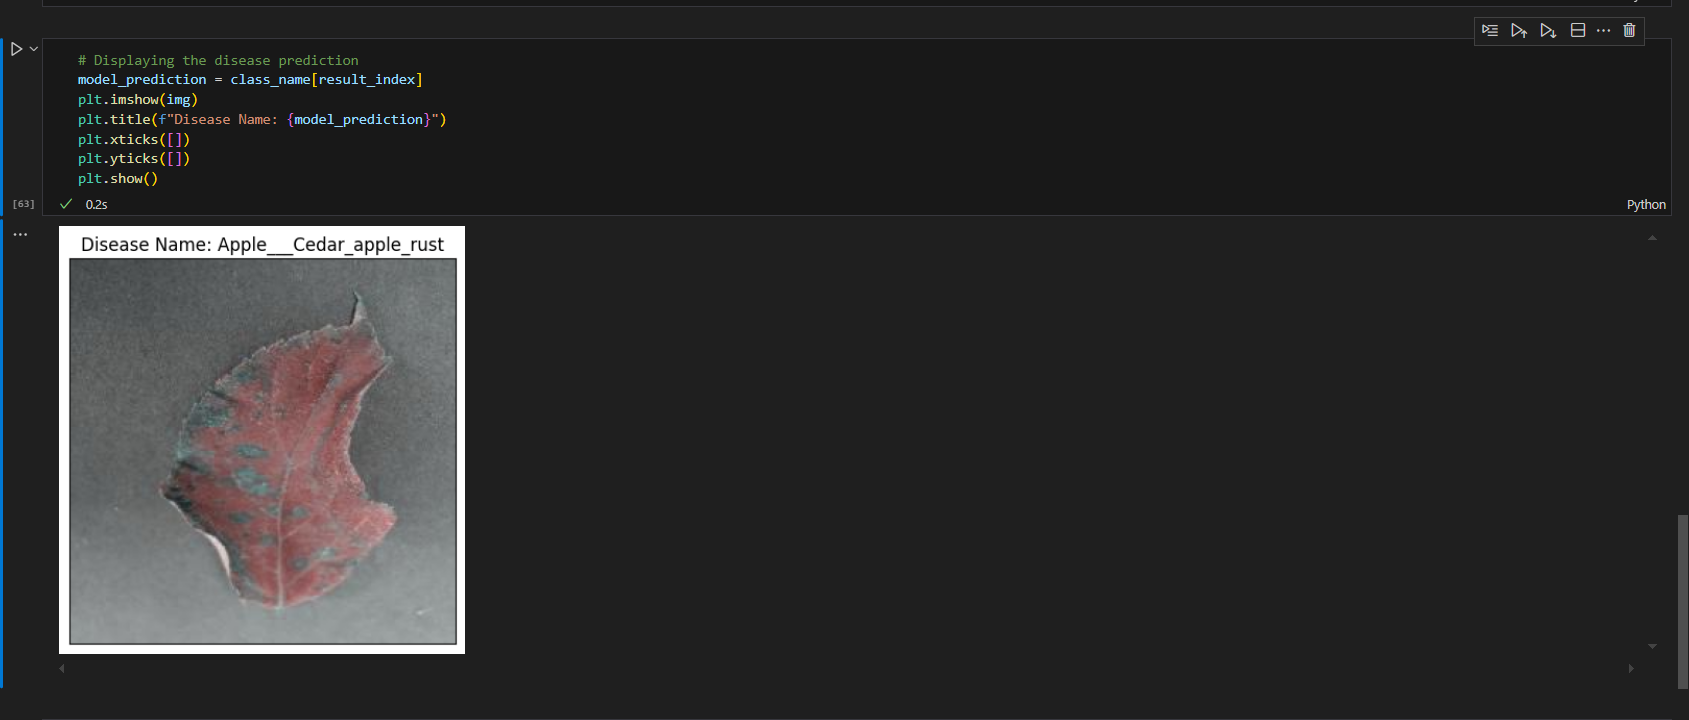 # Displaying the disease prediction
model_prediction = class_name[result_index]
plt.imshow(img)
plt.title(f"Disease Name: {model_prediction}")
plt.xticks([])
plt.yticks([])
plt.show()
[63]
0.2s
Python
Disease Name: Apple___Cedar_apple_rust